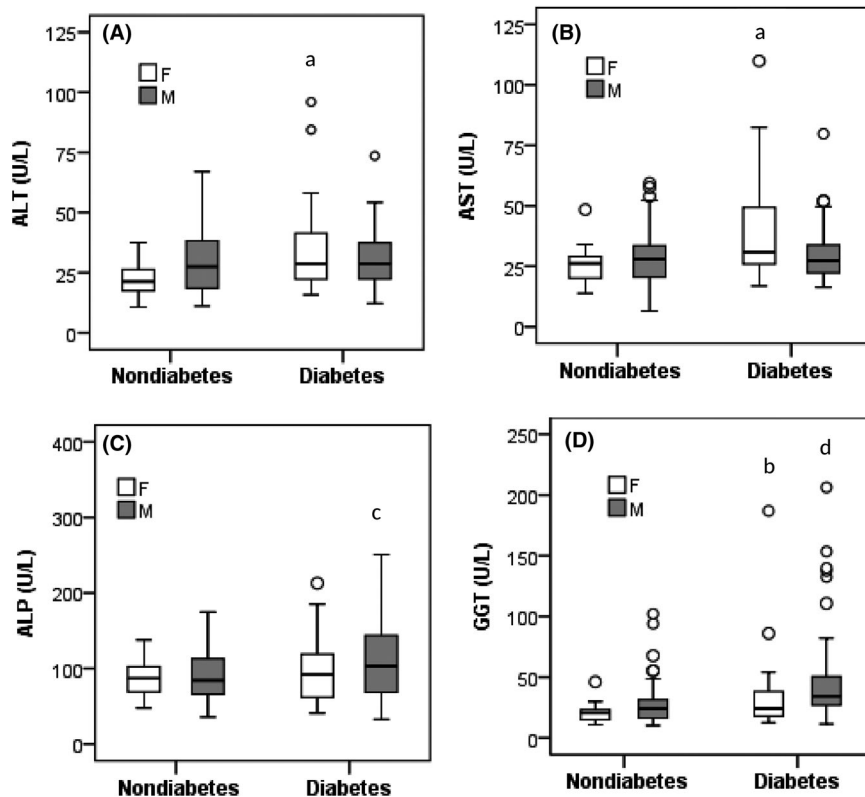 (A)
125
100
75
50
25
0
ALT (U/L)
F
M
a
Nondiabetes Diabetes
(B)
125
100
75
50
25
0
AST (U/L)
F
M
a
Nondiabetes Diabetes
(C)
400
300
200
100
0
ALP (U/L)
F
M
c
Nondiabetes Diabetes
(D)
250
200
150
100
50
0
GGT (U/L)
F
M
b
d
Nondiabetes Diabetes